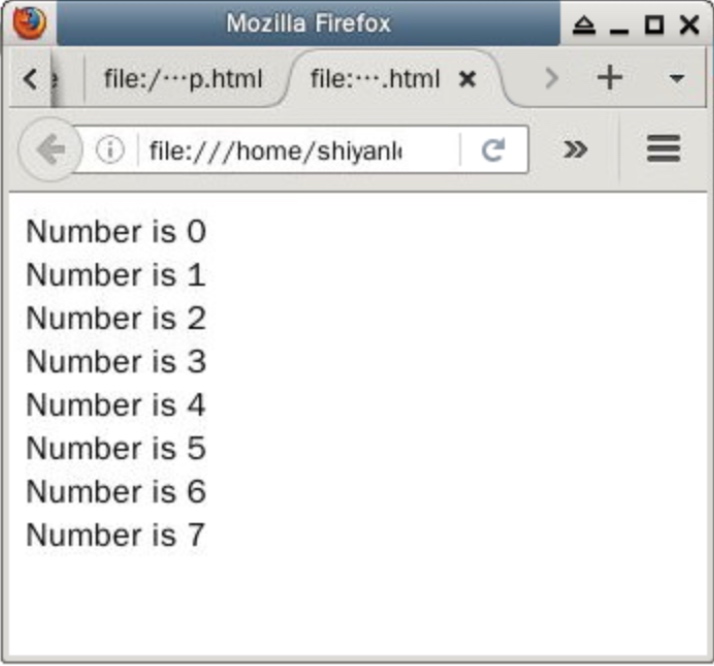 Mozilla Firefox
file:/···p.html
file:···.html
file:///home/shiyanl
Number is 0
Number is 1
Number is 2
Number is 3
Number is 4
Number is 5
Number is 6
Number is 7